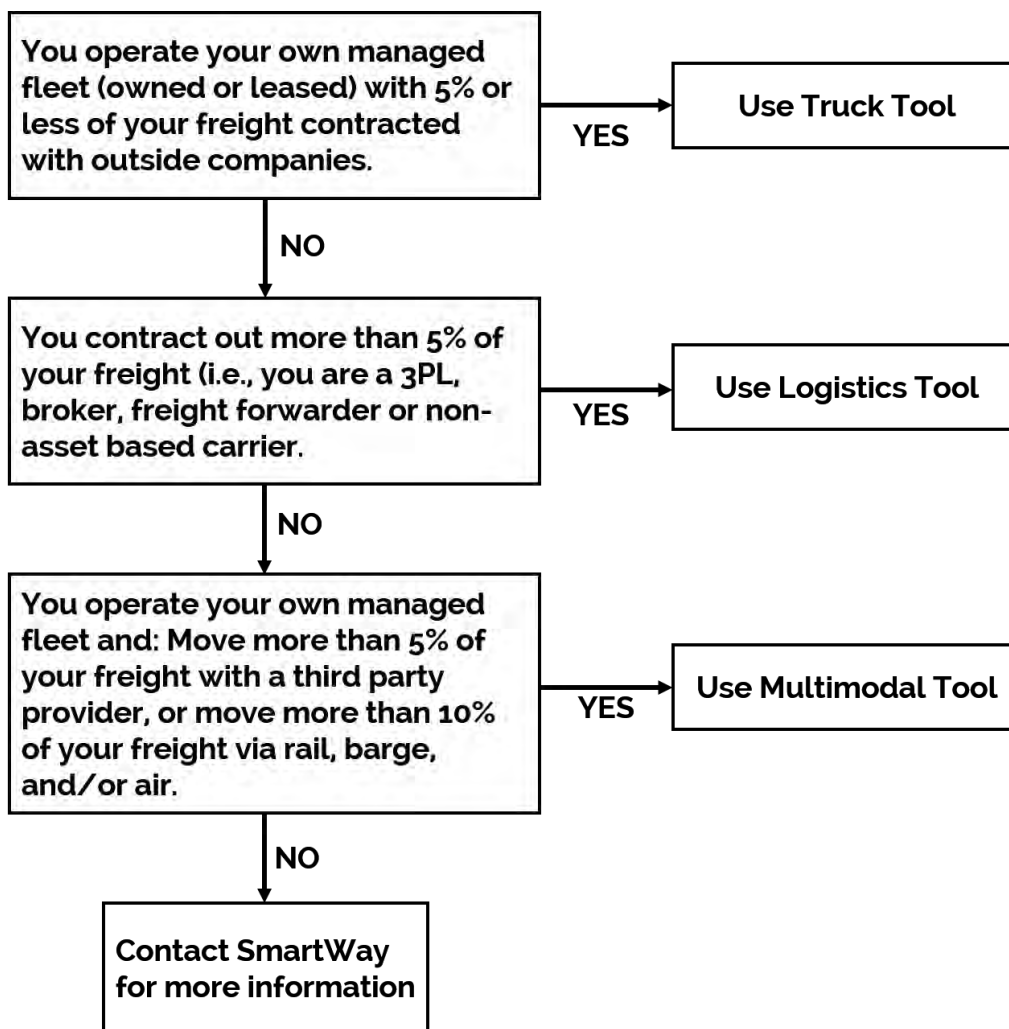 You operate your own managed
fleet (owned or leased) with 5% or
less of your freight contracted
with outside companies.
YES
Use Truck Tool
NO
You contract out more than 5% of
your freight (i.e., you are a 3PL,
broker, freight forwarder or non-
asset based carrier.
YES
Use Logistics Tool
NO
You operate your own managed
fleet and: Move more than 5% of
your freight with a third party
provider, or move more than 10%
of your freight via rail, barge,
and/or air.
YES
Use Multimodal Tool
NO
Contact SmartWay
for more information